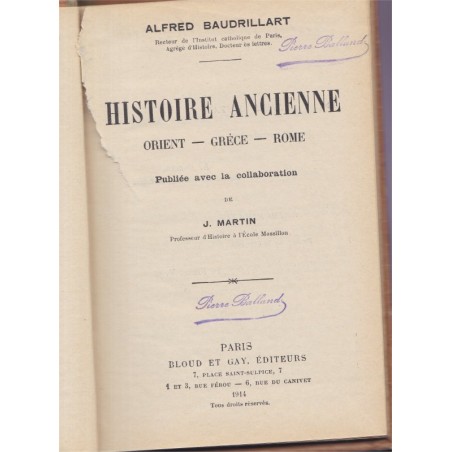 ALFRED BAUDRILLART
Recteur de l'Institut catholique de Paris,
Agrégé d'Histoire, Docteur ès lettres.
Pierre Balland
HISTOIRE ANCIENNE
ORIENT — GRÈCE — ROME
Publiée avec la collaboration
DE
J. MARTIN
Professeur d'Histoire à l'École Massillon
Pierre Balland
PARIS
BLOUD ET GAY, ÉDITEURS
7, PLACE SAINT-SULPICE, 7
1 ET 3, RUE FÉROU — 6, RUE DU CANIVET
1914
Tous droits réservés.